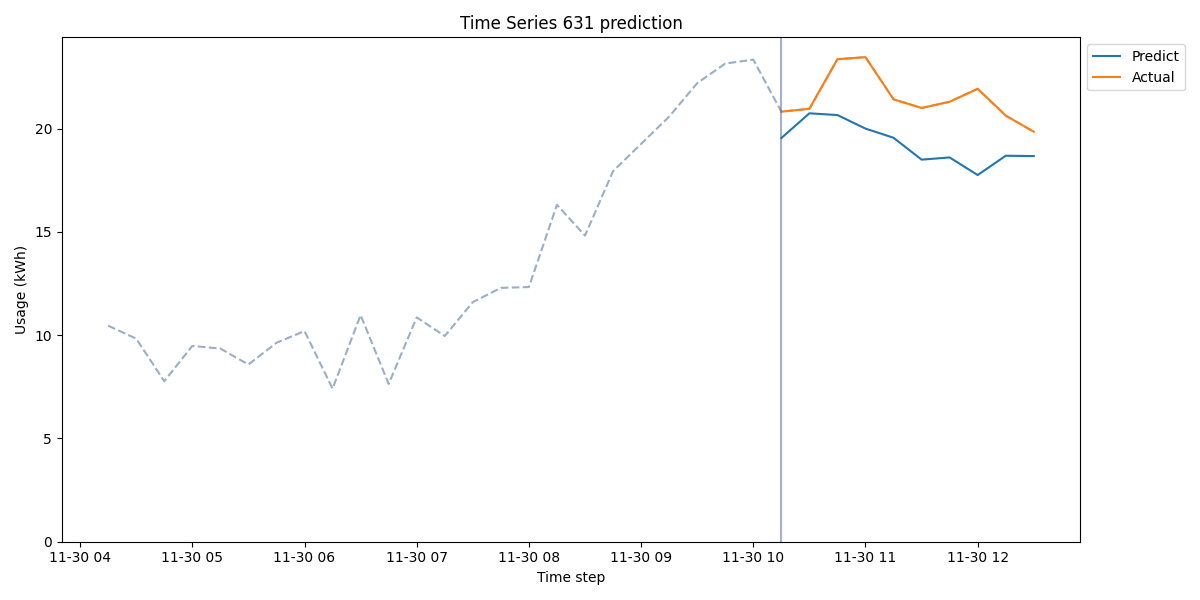 Time Series 631 prediction
Predict
Actual
Usage (kWh)
20
15
10
5
0
11-30 04 11-30 05 11-30 06 11-30 07 11-30 08 11-30 09 11-30 10 11-30 11 11-30 12
Time step